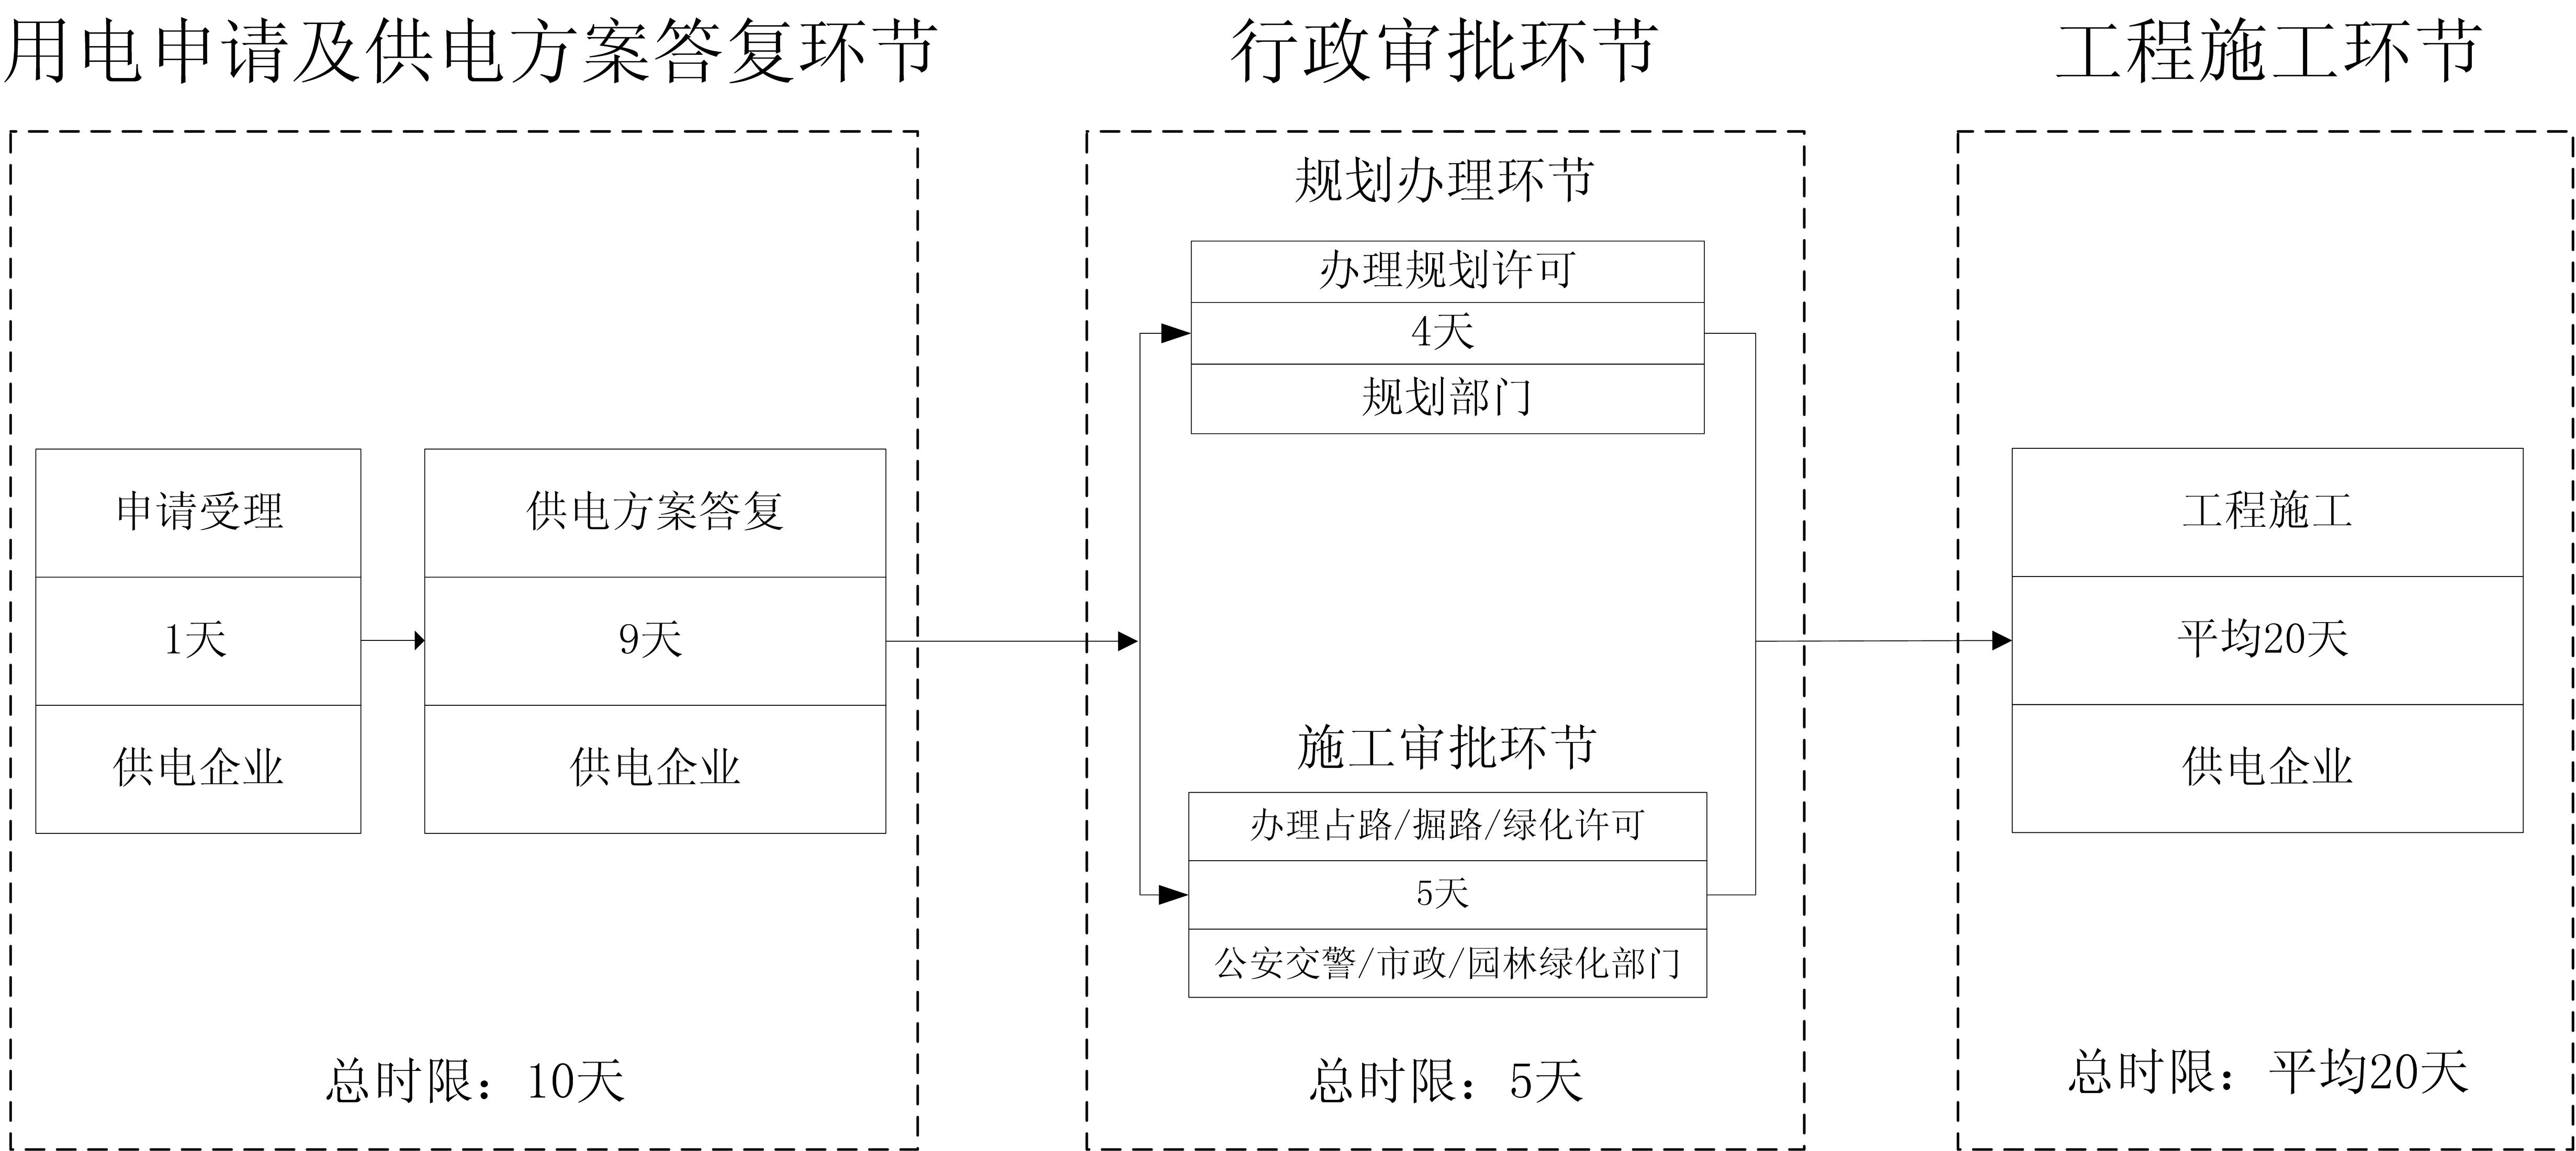 用电申请及供电方案答复环节
申请受理
1天
供电企业
供电方案答复
9天
供电企业
总时限：10天
行政审批环节
规划办理环节
办理规划许可
4天
规划部门
施工审批环节
办理占路/掘路/绿化许可
5天
公安交警/市政/园林绿化部门
总时限：5天
工程施工环节
工程施工
平均20天
供电企业
总时限：平均20天